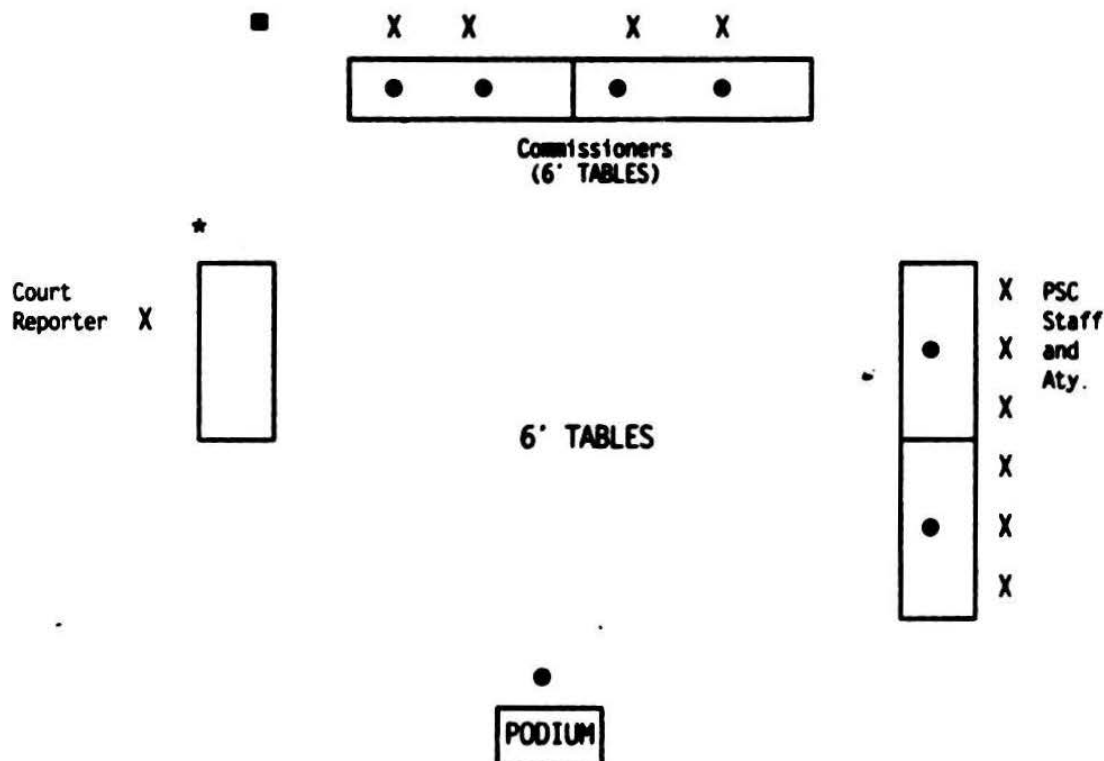 X X X X
Commissioners
(6' TABLES)
*
Court
Reporter X
X PSC
Staff
X and
Aty.
X
6' TABLES
X
X
X
PODIUM